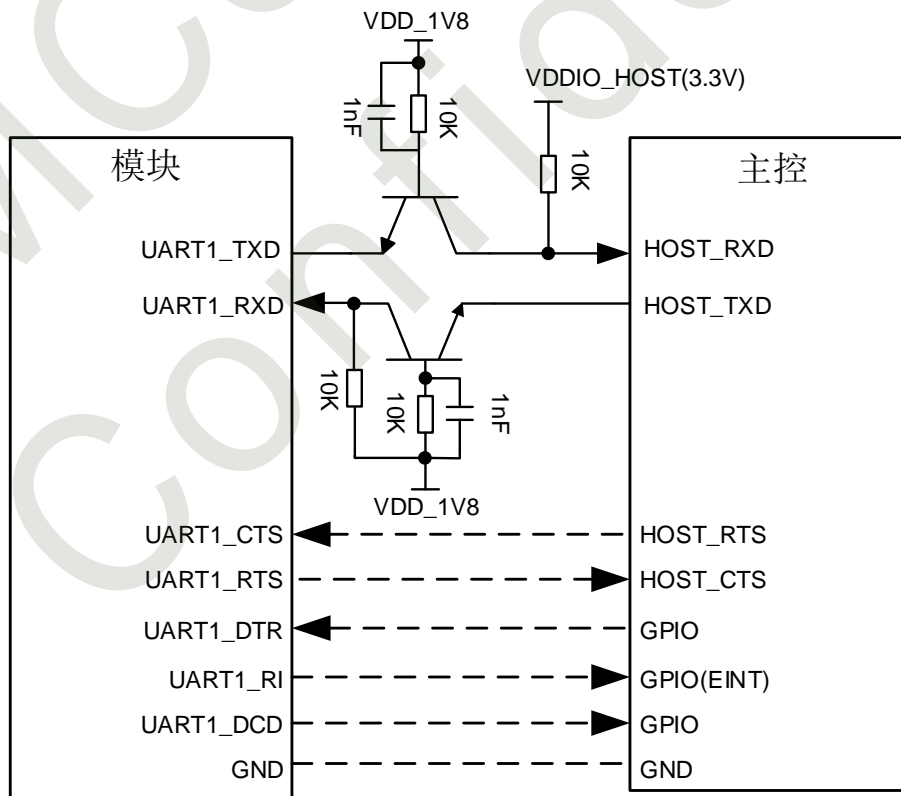 VDD_1V8
VDDIO_HOST(3.3V)
1nF
10K
10K
模块
主控
UART1_TXD
HOST_RXD
UART1_RXD
HOST_TXD
10K
10K
1nF
VDD_1V8
UART1_CTS
HOST_RTS
UART1_RTS
HOST_CTS
UART1_DTR
GPIO
UART1_RI
GPIO(EINT)
UART1_DCD
GPIO
GND
GND